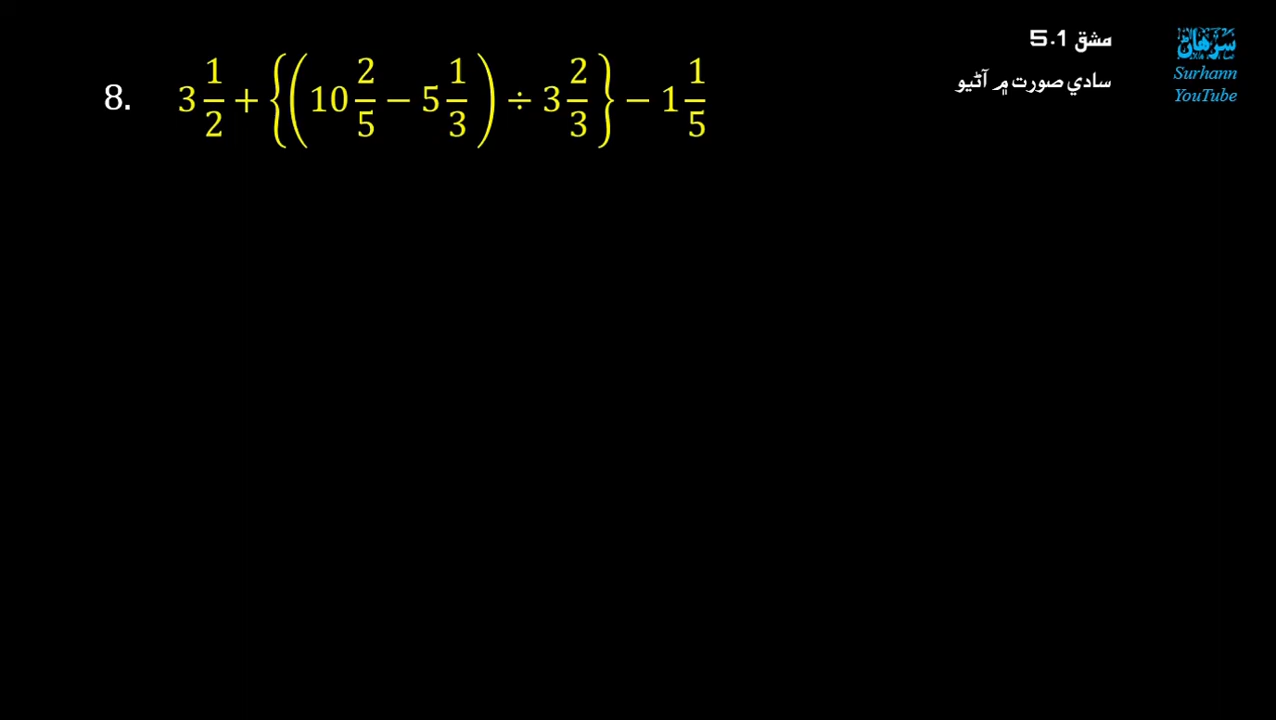 مشق 5.1
سادي صورت ۾ آڻيو
سَرَھاڻ
Surhann
YouTube
8. 3 1/2 + {(10 2/5 − 5 1/3) ÷ 3 2/3} − 1 1/5